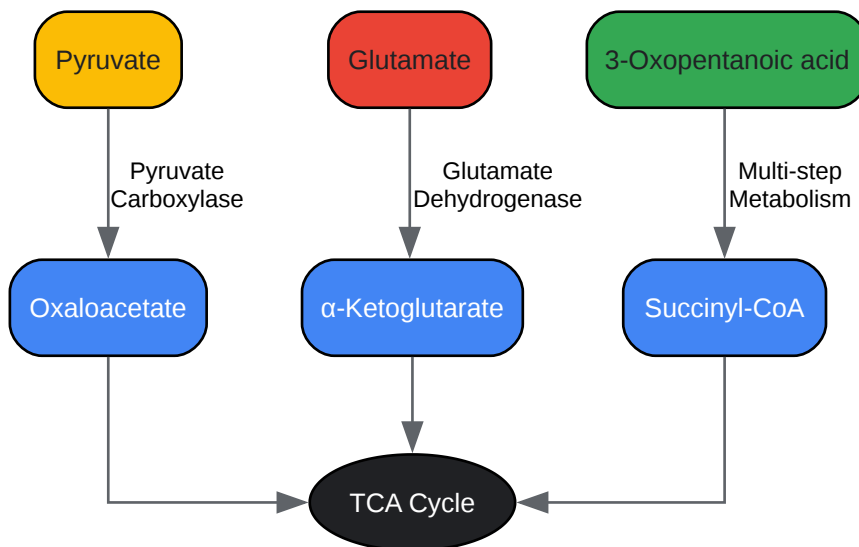 Pyruvate
Glutamate
3-Oxopentanoic acid
Pyruvate
Carboxylase
Glutamate
Dehydrogenase
Multi-step
Metabolism
Oxaloacetate
α-Ketoglutarate
Succinyl-CoA
TCA Cycle